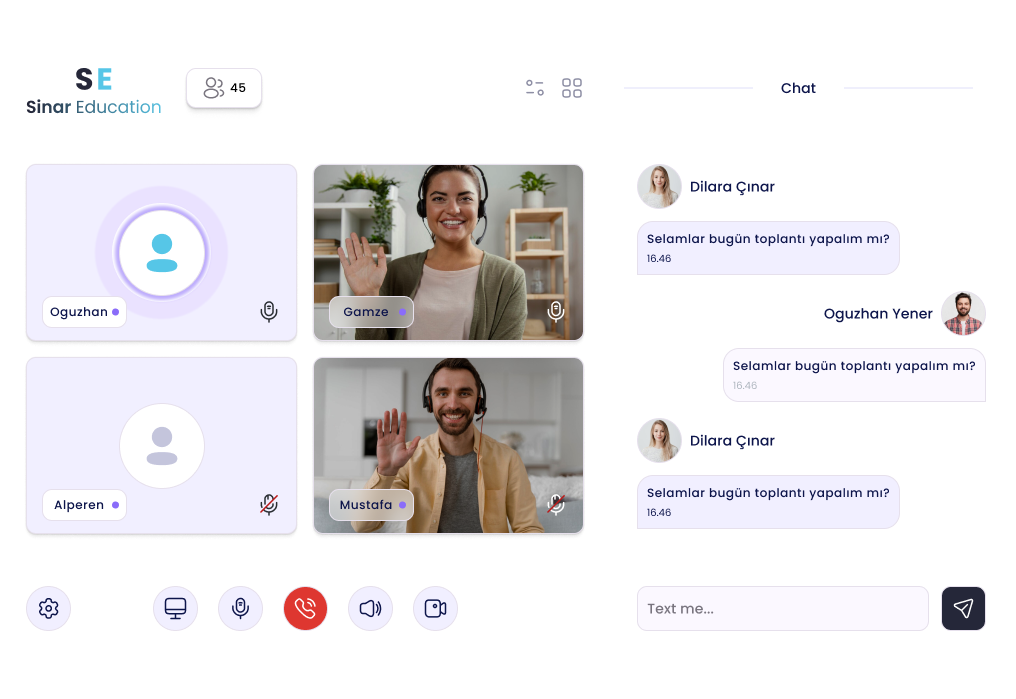 SE
Sinar Education
45
Chat
Oguzhan
Gamze
Alperen
Mustafa
Dilara Çınar
Selamlar bugün toplantı yapalım mı?
16.46
Oguzhan Yener
Selamlar bugün toplantı yapalım mı?
16.46
Dilara Çınar
Selamlar bugün toplantı yapalım mı?
16.46
Text me...